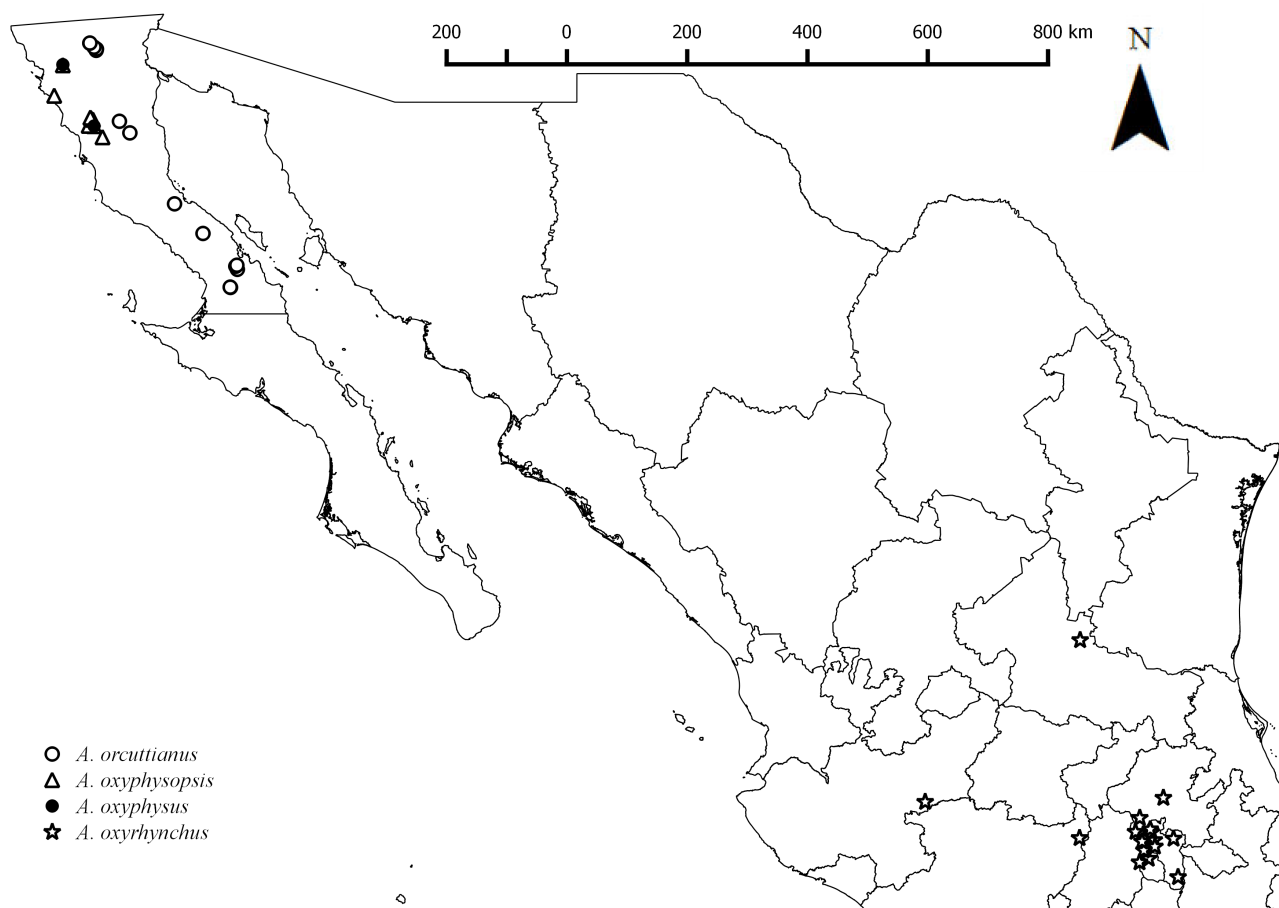 200 0 200 400 600 800 km
N
A. orcuttianus
A. oxyphysopsis
A. oxyphysus
A. oxyrhynchus